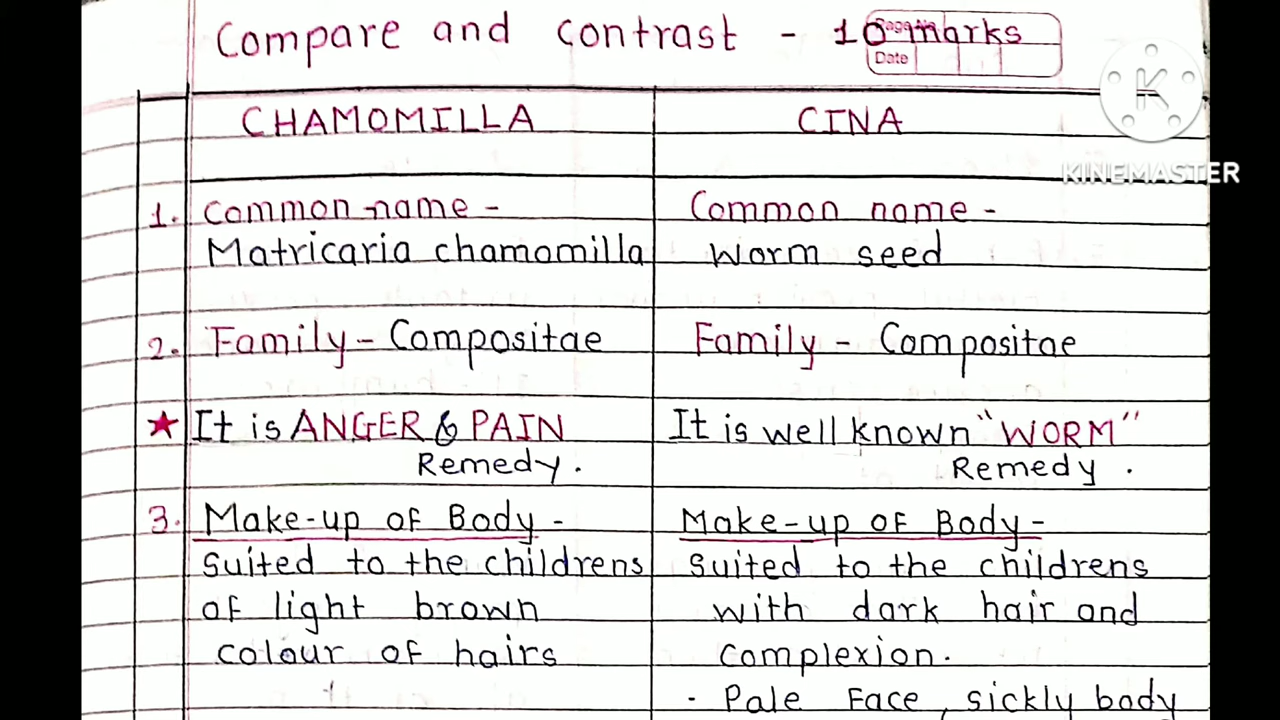 Compare and contrast - 10 marks
Page No.
Date
K
KINEMASTER
CHAMOMILLA CINA
1. Common name - Common name -
Matricaria chamomilla Worm seed
2. Family - Compositae Family - Compositae
★ It is ANGER & PAIN It is well known "WORM"
Remedy. Remedy.
3. Make-up of Body - Make-up of Body -
Suited to the childrens Suited to the childrens
of light brown with dark hair and
colour of hairs complexion.
· Pale Face, sickly body